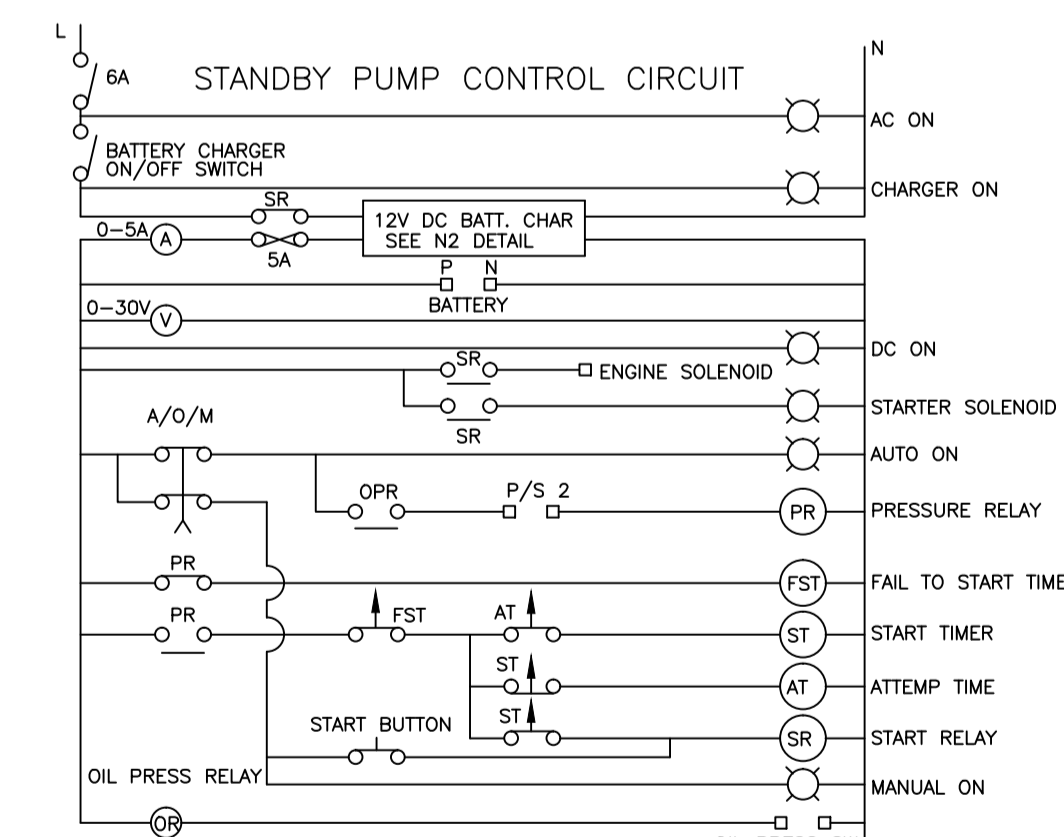 L
N
6A
STANDBY PUMP CONTROL CIRCUIT
AC ON
BATTERY CHARGER
ON/OFF SWITCH
CHARGER ON
SR
12V DC BATT. CHAR
SEE N2 DETAIL
0-5A
A
5A
P N
BATTERY
0-30V
V
DC ON
SR
ENGINE SOLENOID
STARTER SOLENOID
SR
A/O/M
AUTO ON
OPR
P/S 2
PR
PRESSURE RELAY
PR
FST
FAIL TO START TIME
PR
FST
AT
ST
START TIMER
ST
AT
ATTEMP TIME
ST
START BUTTON
SR
START RELAY
OIL PRESS RELAY
MANUAL ON
OR